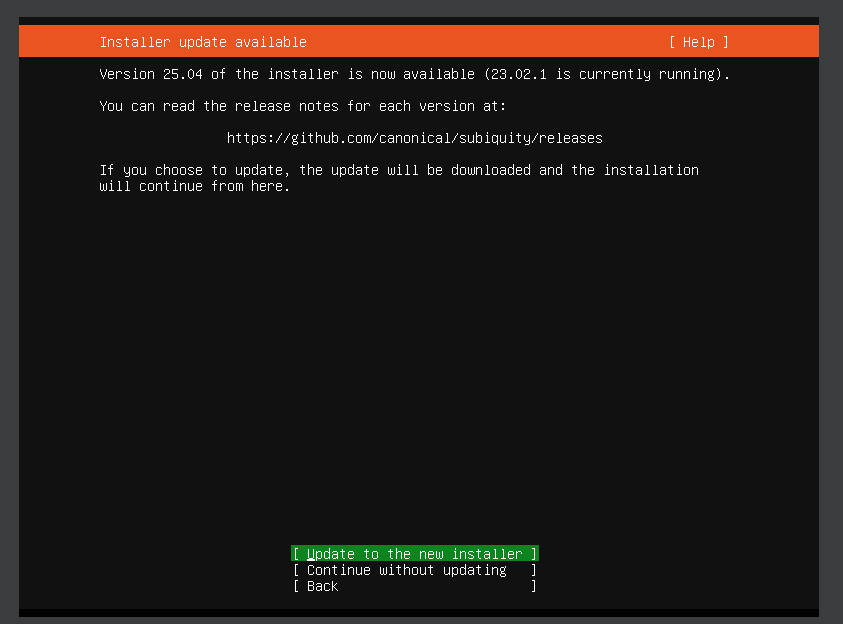 Installer update available [ Help ]
Version 25.04 of the installer is now available (23.02.1 is currently running).
You can read the release notes for each version at:
https://github.com/canonical/subiquity/releases
If you choose to update, the update will be downloaded and the installation
will continue from here.
[ Update to the new installer ]
[ Continue without updating ]
[ Back ]